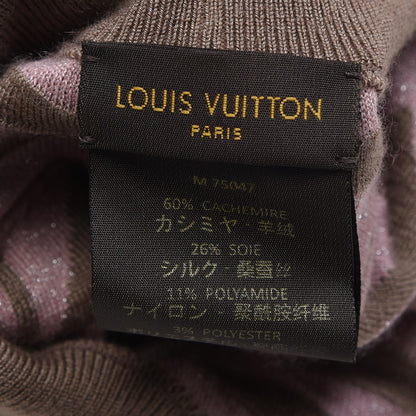 LOUIS VUITTON
PARIS
M 75047
60% CACHEMIRE
カシミヤ・羊绒
26% SOIE
シルク・桑蚕丝
11% POLYAMIDE
ナイロン・聚酰胺纤维
3% POLYESTER